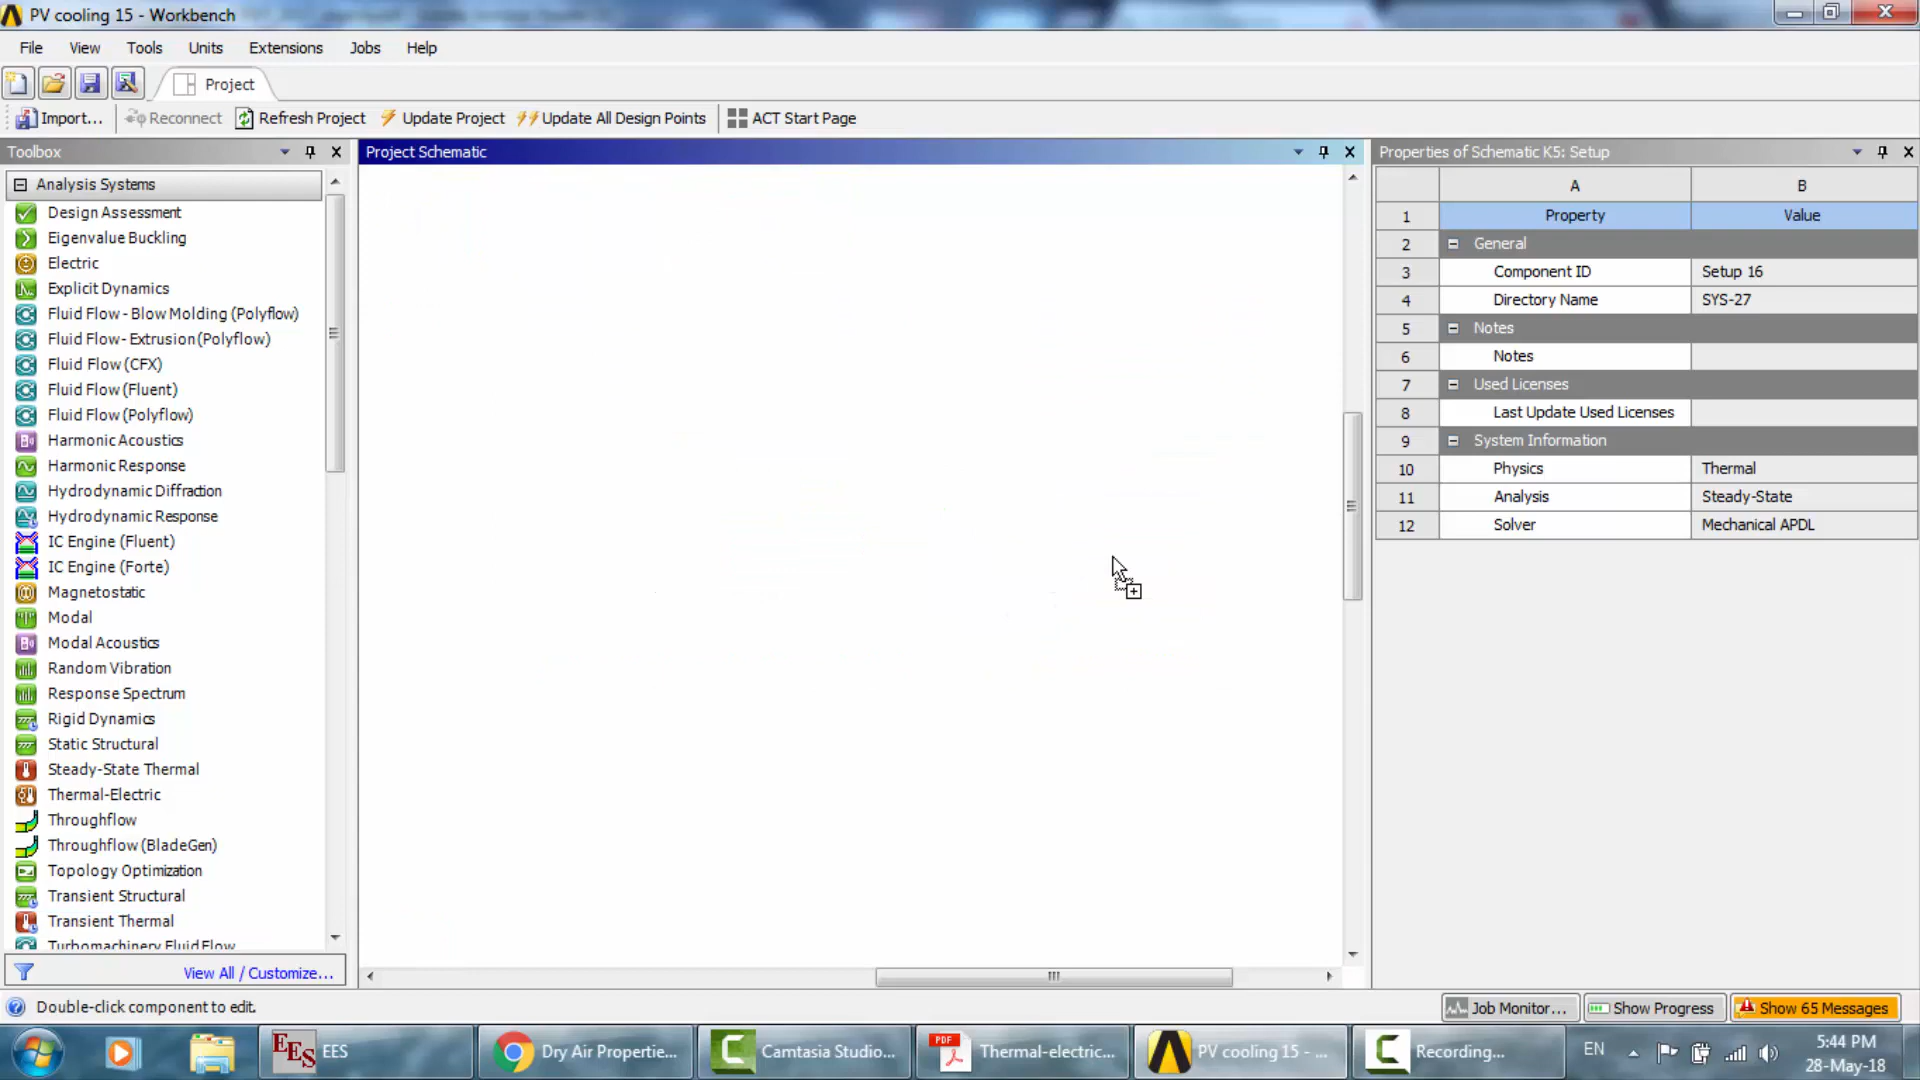 PV cooling 15 - Workbench
File View Tools Units Extensions Jobs Help
Project
Import... Reconnect Refresh Project Update Project Update All Design Points ACT Start Page
Toolbox
Analysis Systems
Design Assessment
Eigenvalue Buckling
Electric
Explicit Dynamics
Fluid Flow - Blow Molding (Polyflow)
Fluid Flow- Extrusion (Polyflow)
Fluid Flow (CFX)
Fluid Flow (Fluent)
Fluid Flow (Polyflow)
Harmonic Acoustics
Harmonic Response
Hydrodynamic Diffraction
Hydrodynamic Response
IC Engine (Fluent)
IC Engine (Forte)
Magnetostatic
Modal
Modal Acoustics
Random Vibration
Response Spectrum
Rigid Dynamics
Static Structural
Steady-State Thermal
Thermal-Electric
Throughflow
Throughflow (BladeGen)
Topology Optimization
Transient Structural
Transient Thermal
Turbomachinery Fluid Flow
View All / Customize...
Project Schematic
Properties of Schematic K5: Setup
A B
1 Property Value
2 General
3 Component ID Setup 16
4 Directory Name SYS-27
5 Notes
6 Notes
7 Used Licenses
8 Last Update Used Licenses
9 System Information
10 Physics Thermal
11 Analysis Steady-State
12 Solver Mechanical APDL
Double-click component to edit.
Job Monitor... Show Progress Show 65 Messages
EES EES
Dry Air Propertie...
Camtasia Studio...
PDF Thermal-electric...
PV cooling 15 - ...
Recording...
EN
5:44 PM
28-May-18